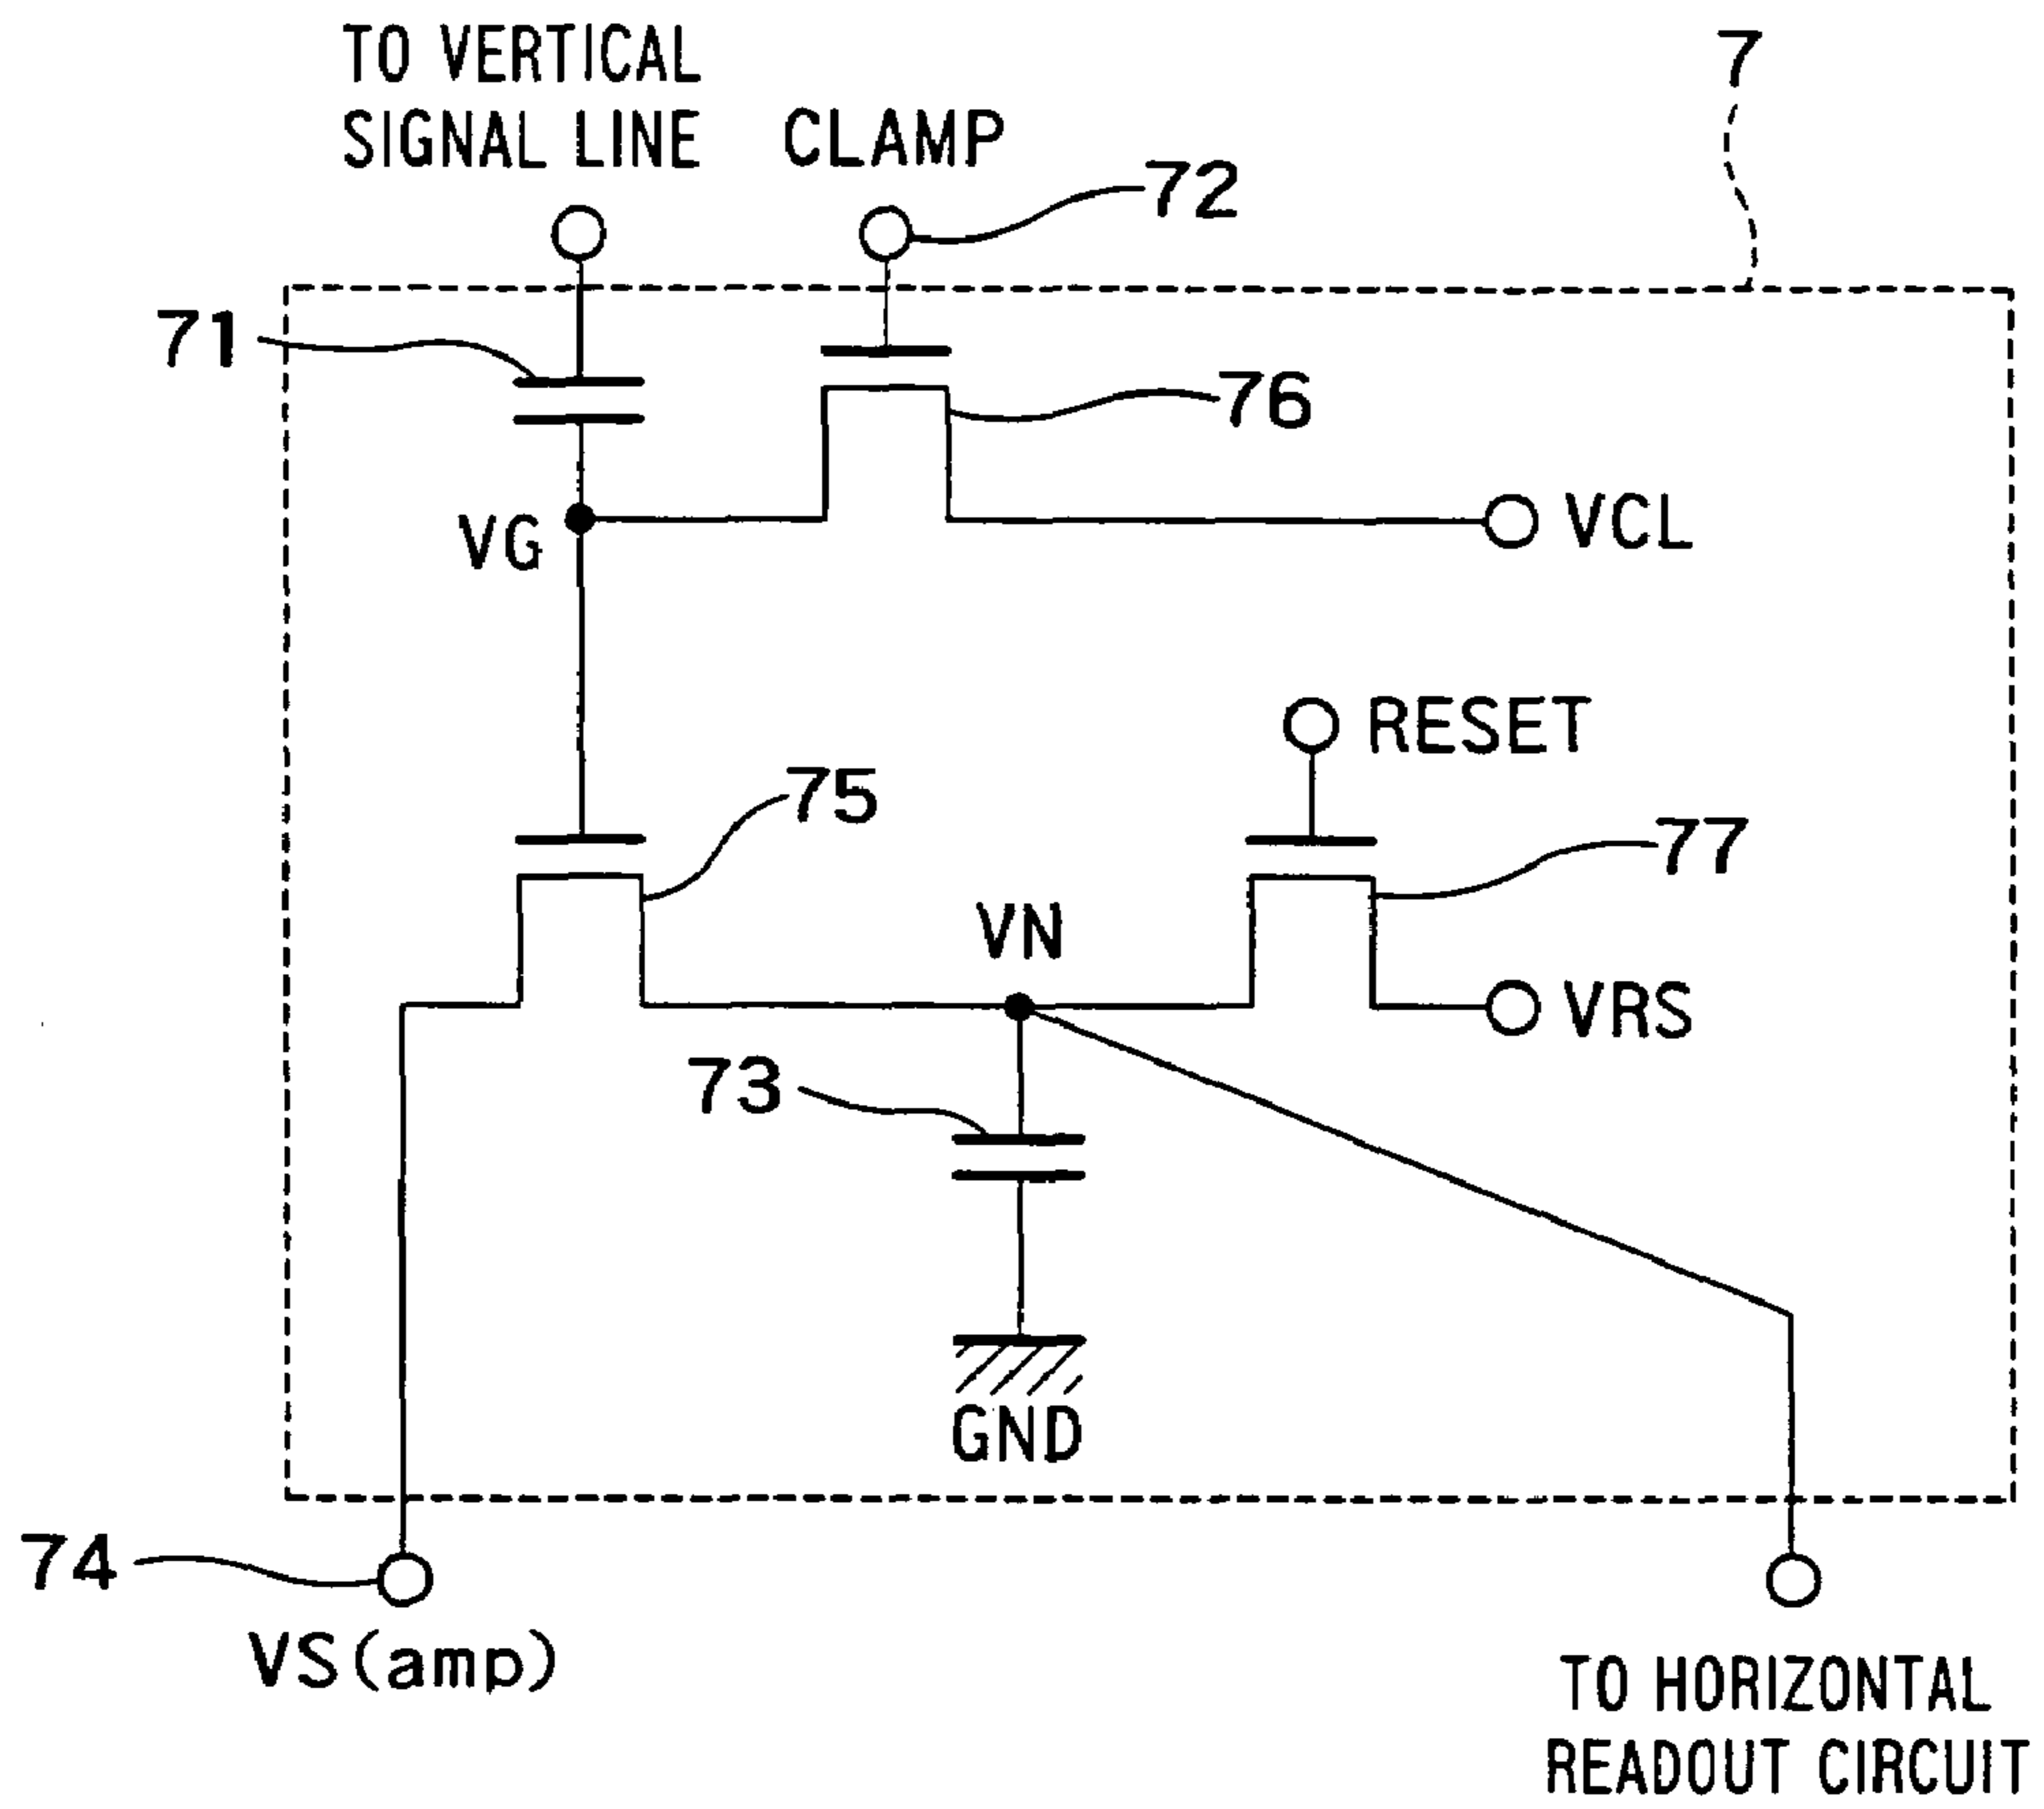 TO VERTICAL
SIGNAL LINE
CLAMP
7
72
71
76
VG
VCL
RESET
75
77
VN
VRS
73
GND
74
VS(amp)
TO HORIZONTAL
READOUT CIRCUIT